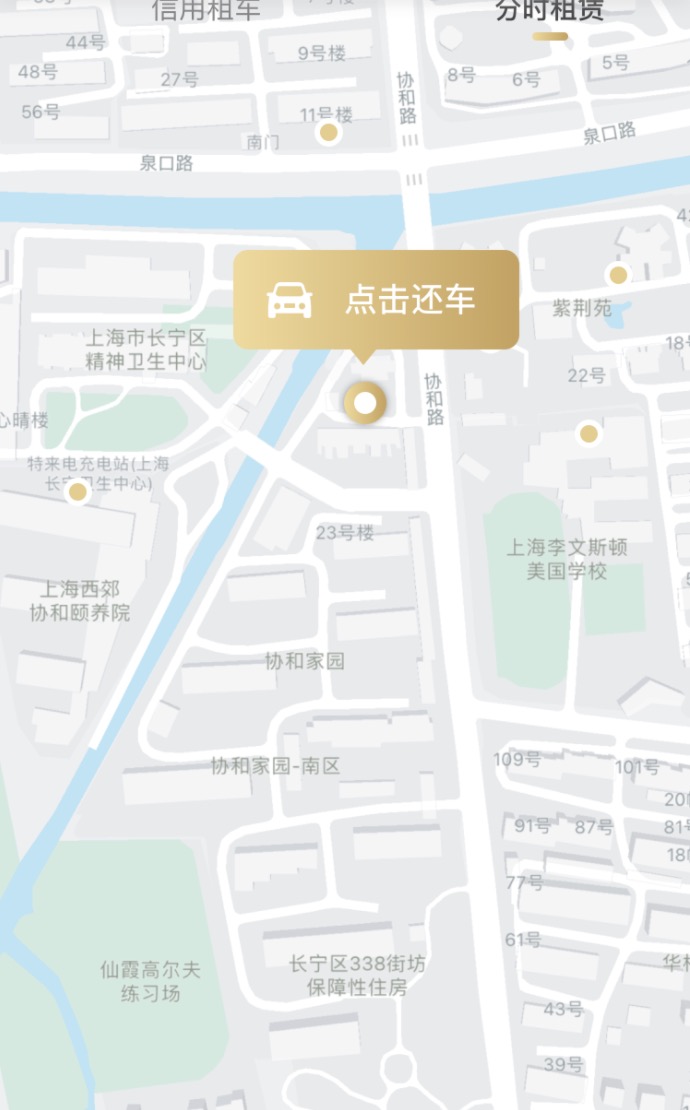 信用租车
分时租赁
44号
9号楼
5号
48号
27号
8号
6号
协和路
56号
11号楼
南门
泉口路
泉口路
点击还车
紫荆苑
上海市长宁区
精神卫生中心
22号
协和路
心晴楼
特来电充电站(上海
生中心)
23号楼
上海李文斯顿
美国学校
上海西郊
协和颐养院
协和家园
109号
协和家园-南区
101号
91号
87号
81号
77号
61号
仙霞高尔夫
练习场
长宁区338街坊
保障性住房
43号
39号